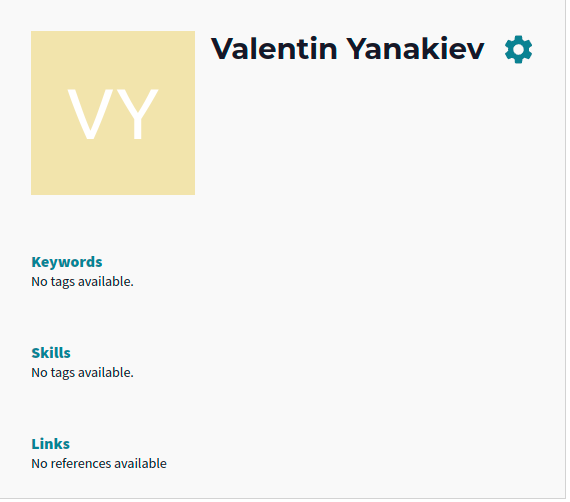 VY
Valentin Yanakiev
Keywords
No tags available.
Skills
No tags available.
Links
No references available